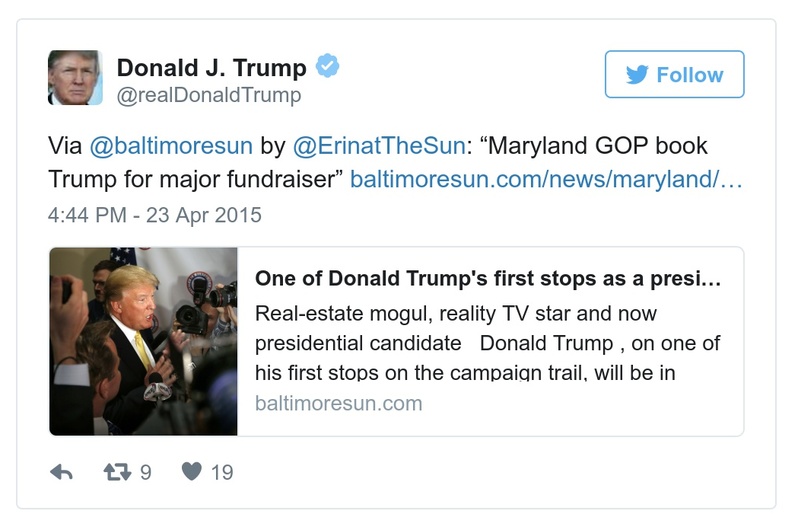 Donald J. Trump
@realDonaldTrump
Follow
Via @baltimoresun by @ErinatTheSun: “Maryland GOP book
Trump for major fundraiser” baltimoresun.com/news/maryland/…
4:44 PM - 23 Apr 2015
One of Donald Trump's first stops as a presi…
Real-estate mogul, reality TV star and now
presidential candidate   Donald Trump , on one of
his first stops on the campaign trail, will be in
baltimoresun.com
9
19